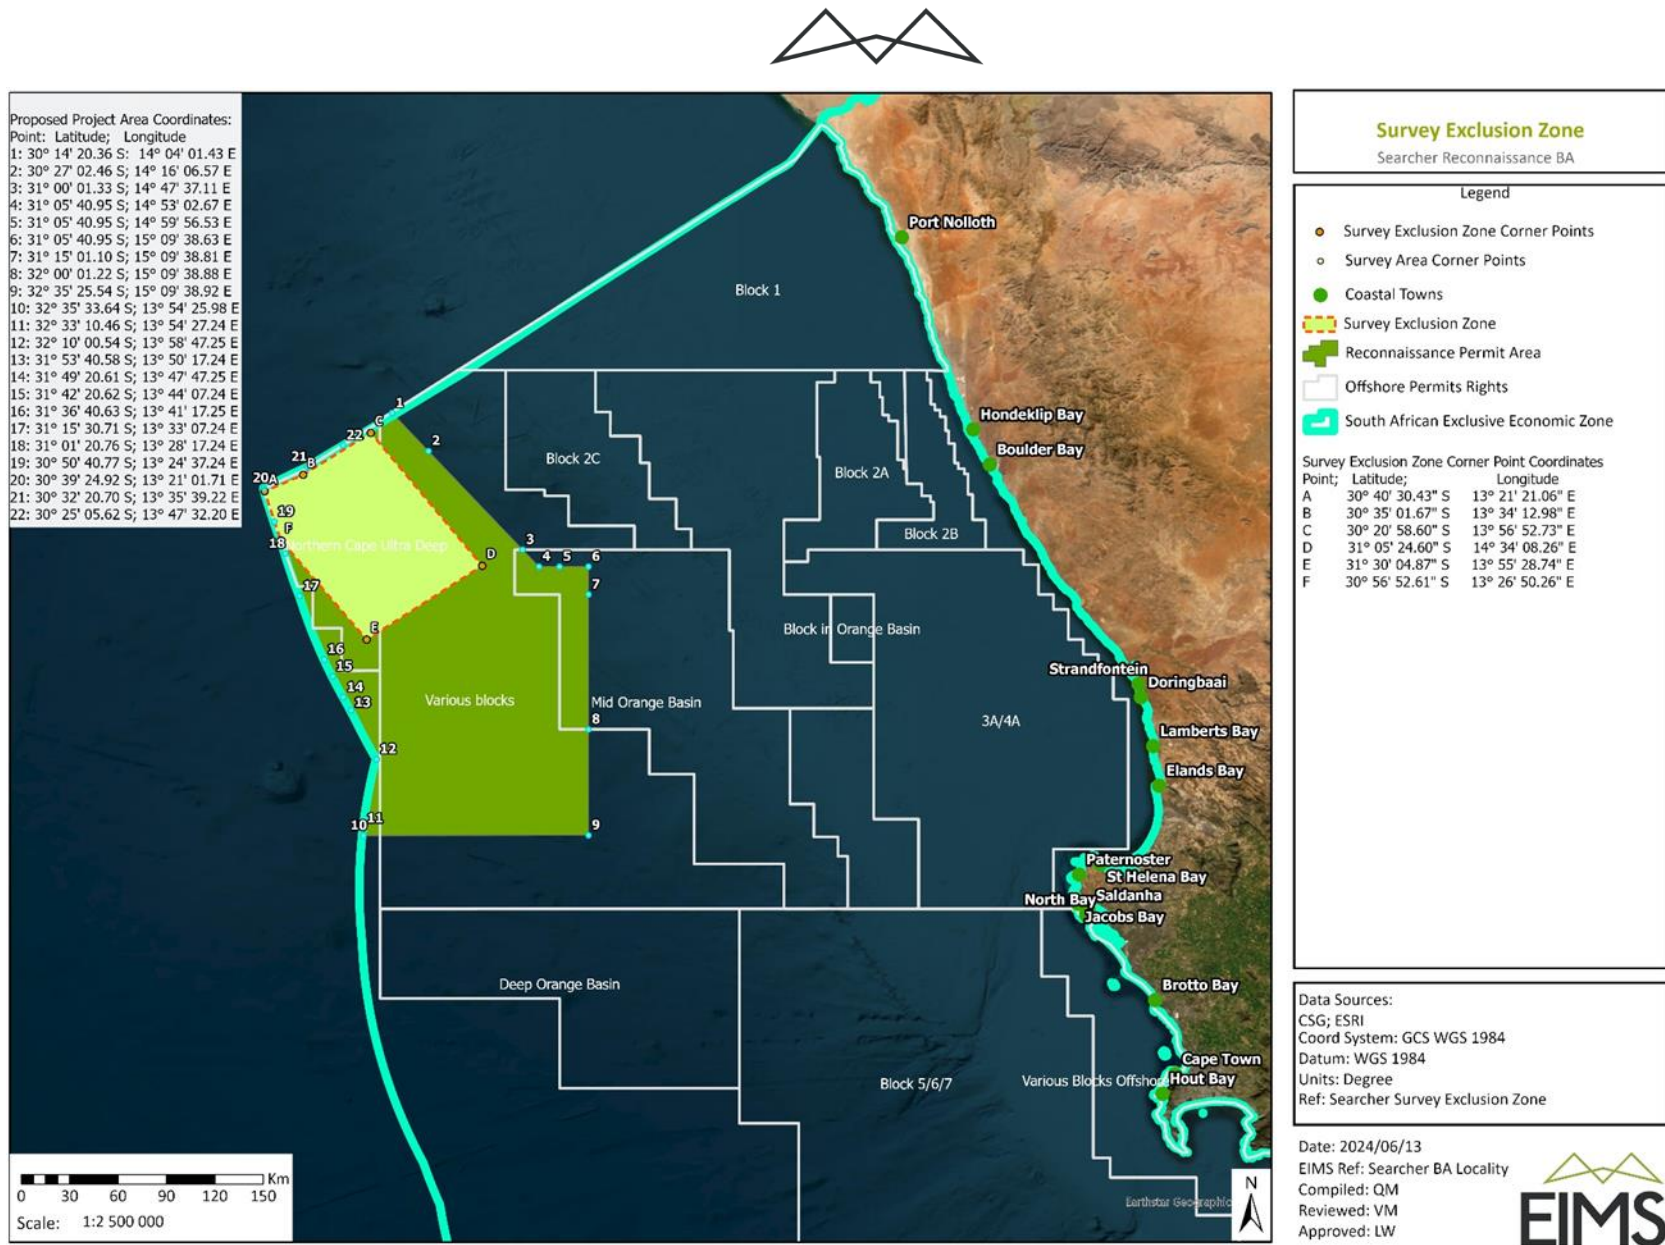 Proposed Project Area Coordinates:
Point: Latitude; Longitude
1: 30° 14' 20.36 S: 14° 04' 01.43 E
2: 30° 27' 02.46 S; 14° 16' 06.57 E
3: 31° 00' 01.33 S; 14° 47' 37.11 E
4: 31° 05' 40.95 S; 14° 53' 02.67 E
5: 31° 05' 40.95 S; 14° 59' 56.53 E
6: 31° 05' 40.95 S; 15° 09' 38.63 E
7: 31° 15' 01.10 S; 15° 09' 38.81 E
8: 32° 00' 01.22 S; 15° 09' 38.88 E
9: 32° 35' 25.54 S; 15° 09' 38.92 E
10: 32° 35' 33.64 S; 13° 54' 25.98 E
11: 32° 33' 10.46 S; 13° 54' 27.24 E
12: 32° 10' 00.54 S; 13° 58' 47.25 E
13: 31° 53' 40.58 S; 13° 50' 17.24 E
14: 31° 49' 20.61 S; 13° 47' 47.25 E
15: 31° 42' 20.62 S; 13° 44' 07.24 E
16: 31° 36' 40.63 S; 13° 41' 17.25 E
17: 31° 15' 30.71 S; 13° 33' 07.24 E
18: 31° 01' 20.76 S; 13° 28' 17.24 E
19: 30° 50' 40.77 S; 13° 24' 37.24 E
20: 30° 39' 24.92 S; 13° 21' 01.71 E
21: 30° 32' 20.70 S; 13° 35' 39.22 E
22: 30° 25' 05.62 S; 13° 47' 32.20 E
Port Nolloth
Block 1
1
C
22
2
Hondeklip Bay
Boulder Bay
21
B
20
A
Block 2C
Block 2A
19
F
18
Northern Cape Ultra Deep
D
3
4
5
6
Block 2B
7
17
E
Block in Orange Basin
16
15
14
13
Various blocks
Mid Orange Basin
8
3A/4A
Strandfontein
Doringbaai
Lamberts Bay
Elands Bay
12
11
10
9
Paternoster
St Helena Bay
North Bay
Saldanha
Jacobs Bay
Deep Orange Basin
Brotto Bay
Cape Town
Block 5/6/7
Various Blocks Offshor
Hout Bay
Earthstar Geographic
N
Km
0 30 60 90 120 150
Scale: 1:2 500 000
Survey Exclusion Zone
Searcher Reconnaissance BA
Legend
Survey Exclusion Zone Corner Points
Survey Area Corner Points
Coastal Towns
Survey Exclusion Zone
Reconnaissance Permit Area
Offshore Permits Rights
South African Exclusive Economic Zone
Survey Exclusion Zone Corner Point Coordinates
Point; Latitude; Longitude
A 30° 40' 30.43" S 13° 21' 21.06" E
B 30° 35' 01.67" S 13° 34' 12.98" E
C 30° 20' 58.60" S 13° 56' 52.73" E
D 31° 05' 24.60" S 14° 34' 08.26" E
E 31° 30' 04.87" S 13° 55' 28.74" E
F 30° 56' 52.61" S 13° 26' 50.26" E
Data Sources:
CSG; ESRI
Coord System: GCS WGS 1984
Datum: WGS 1984
Units: Degree
Ref: Searcher Survey Exclusion Zone
Date: 2024/06/13
EIMS Ref: Searcher BA Locality
Compiled: QM
Reviewed: VM
Approved: LW
EIMS